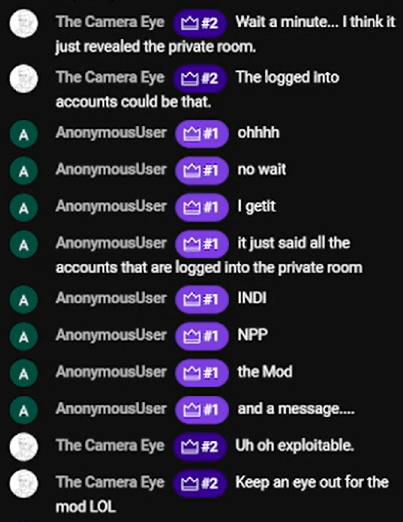 The Camera Eye #2 Wait a minute... I think it
just revealed the private room.
The Camera Eye #2 The logged into
accounts could be that.
A AnonymousUser #1 ohhhh
A AnonymousUser #1 no wait
A AnonymousUser #1 I getit
A AnonymousUser #1 it just said all the
accounts that are logged into the private room
A AnonymousUser #1 INDI
A AnonymousUser #1 NPP
A AnonymousUser #1 the Mod
A AnonymousUser #1 and a message....
The Camera Eye #2 Uh oh exploitable.
The Camera Eye #2 Keep an eye out for the
mod LOL